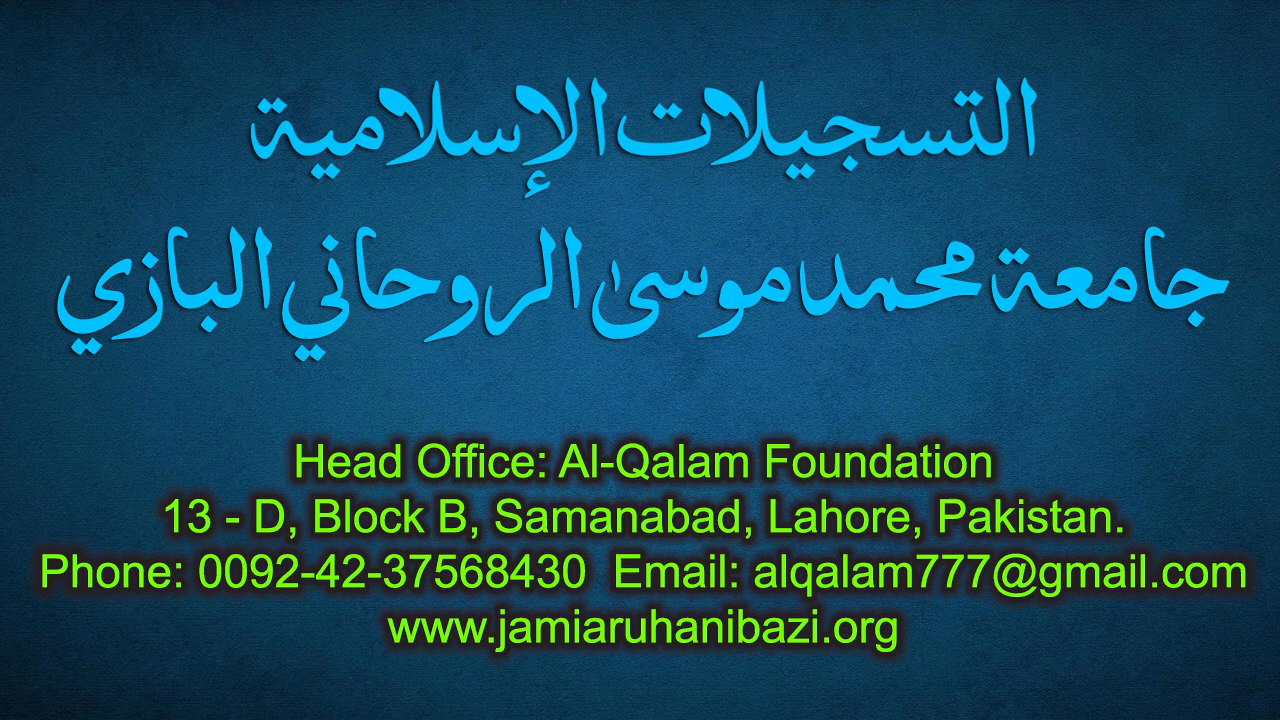 التسجيلات الإسلامية
جامعة محمد موسىٰ الروحاني البازي
Head Office: Al-Qalam Foundation
13 - D, Block B, Samanabad, Lahore, Pakistan.
Phone: 0092-42-37568430  Email: alqalam777@gmail.com
www.jamiaruhanibazi.org